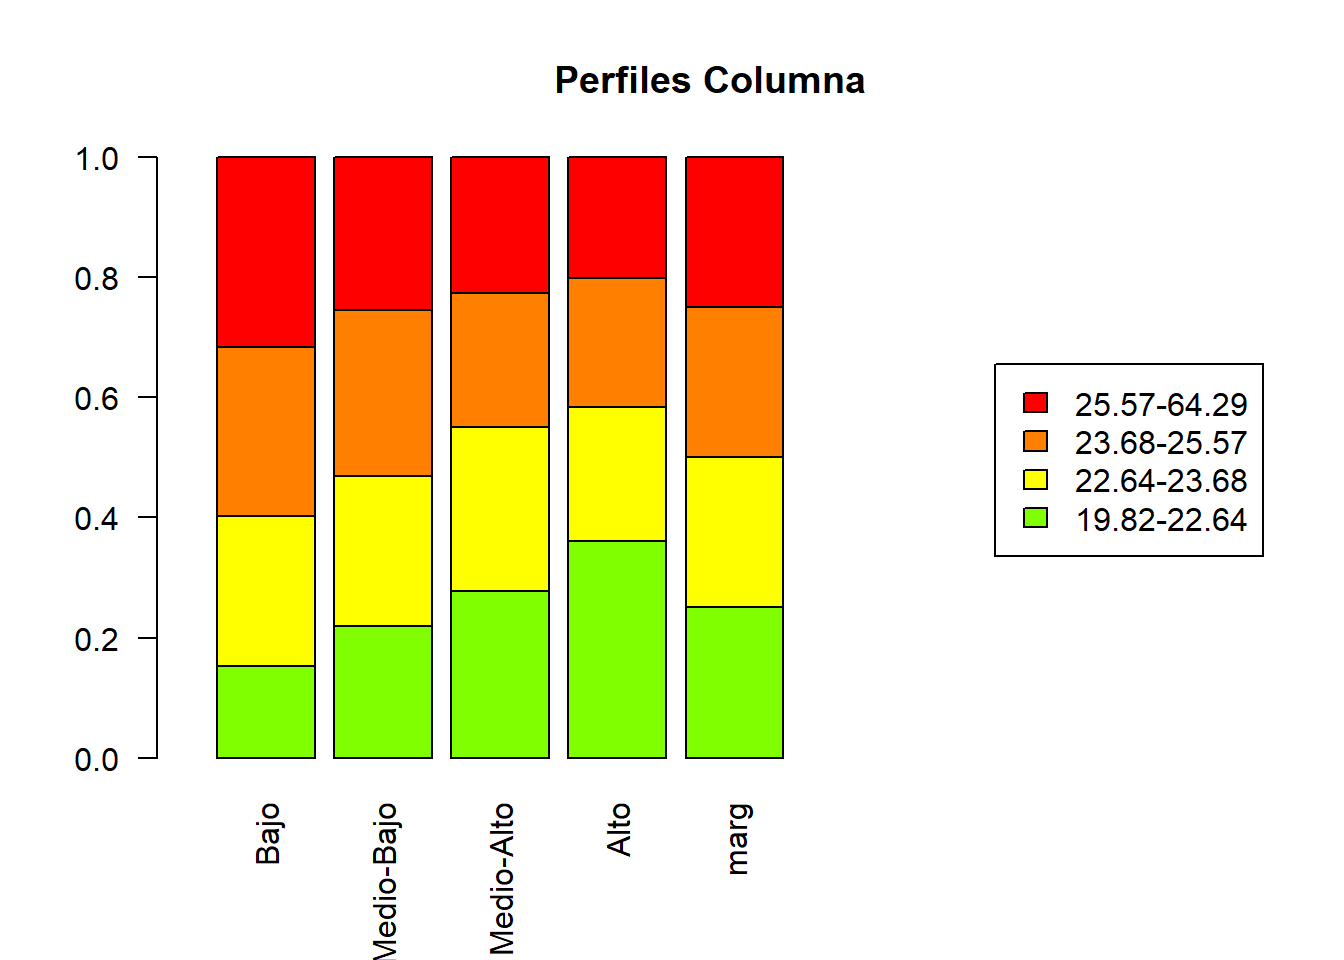 Perfiles Columna
1.0
0.8
0.6
0.4
0.2
0.0
Bajo
Medio-Bajo
Medio-Alto
Alto
marg
25.57-64.29
23.68-25.57
22.64-23.68
19.82-22.64